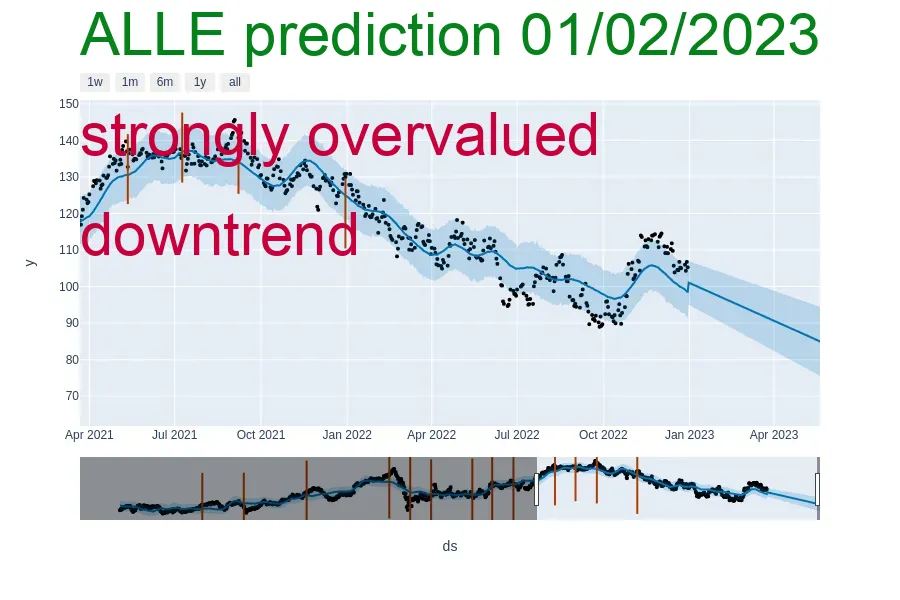 ALLE prediction 01/02/2023
1w 1m 6m 1y all
150
strongly overvalued
140
130
120
downtrend
110
y
100
90
80
70
Apr 2021 Jul 2021 Oct 2021 Jan 2022 Apr 2022 Jul 2022 Oct 2022 Jan 2023 Apr 2023
ds